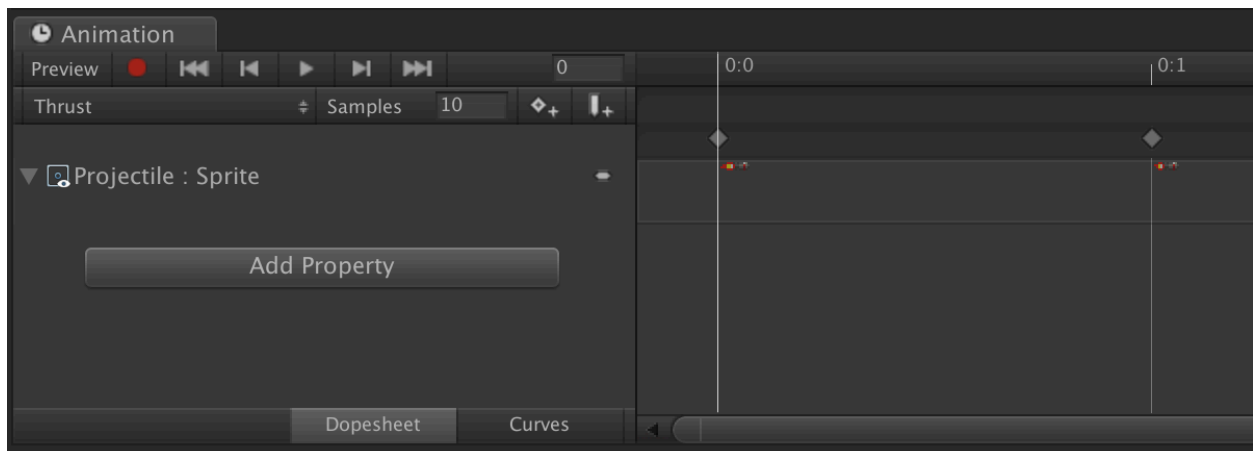 Animation
Preview 0 0:0 0:1
Thrust Samples 10
Projectile : Sprite
Add Property
Dopesheet Curves